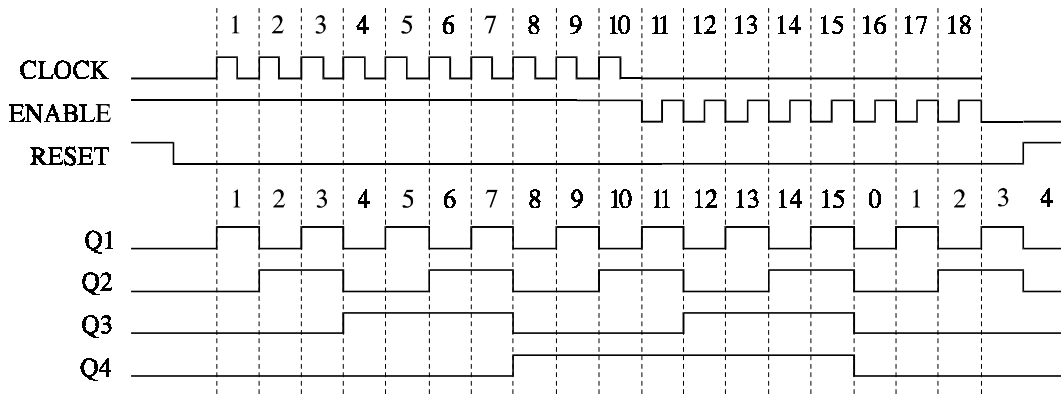 1 2 3 4 5 6 7 8 9 10 11 12 13 14 15 16 17 18
CLOCK
ENABLE
RESET
1 2 3 4 5 6 7 8 9 10 11 12 13 14 15 0 1 2 3 4
Q1
Q2
Q3
Q4